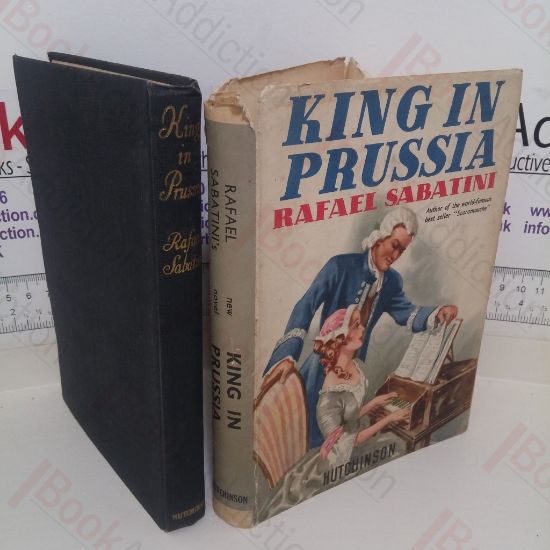 King
in
Prussia
Rafael
Sabatini
HUTCHINSON
RAFAEL
SABATINI's
new
novel
KING IN
PRUSSIA
HUTCHINSON
KING IN
PRUSSIA
RAFAEL SABATINI
Author of the world-famous
best seller "Scaramouche"
HUTCHINSON